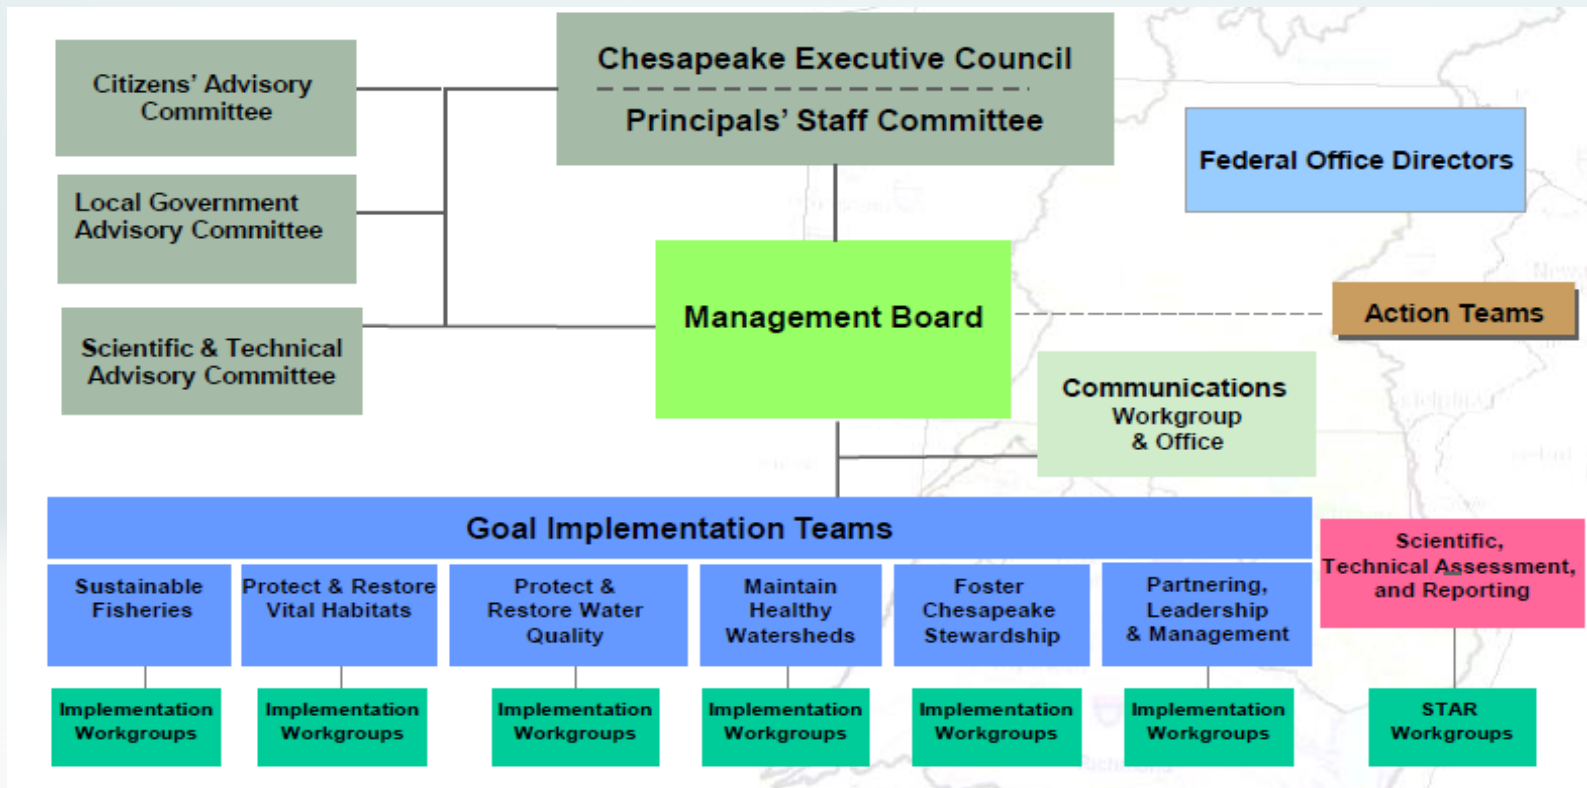 Chesapeake Executive Council
Principals’ Staff Committee
Citizens’ Advisory
Committee
Local Government
Advisory Committee
Scientific & Technical
Advisory Committee
Federal Office Directors
Management Board
Action Teams
Communications
Workgroup
& Office
Goal Implementation Teams
Sustainable
Fisheries
Protect & Restore
Vital Habitats
Protect &
Restore Water
Quality
Maintain
Healthy
Watersheds
Foster
Chesapeake
Stewardship
Partnering,
Leadership
& Management
Scientific,
Technical Assessment,
and Reporting
Implementation
Workgroups
Implementation
Workgroups
Implementation
Workgroups
Implementation
Workgroups
Implementation
Workgroups
Implementation
Workgroups
STAR
Workgroups